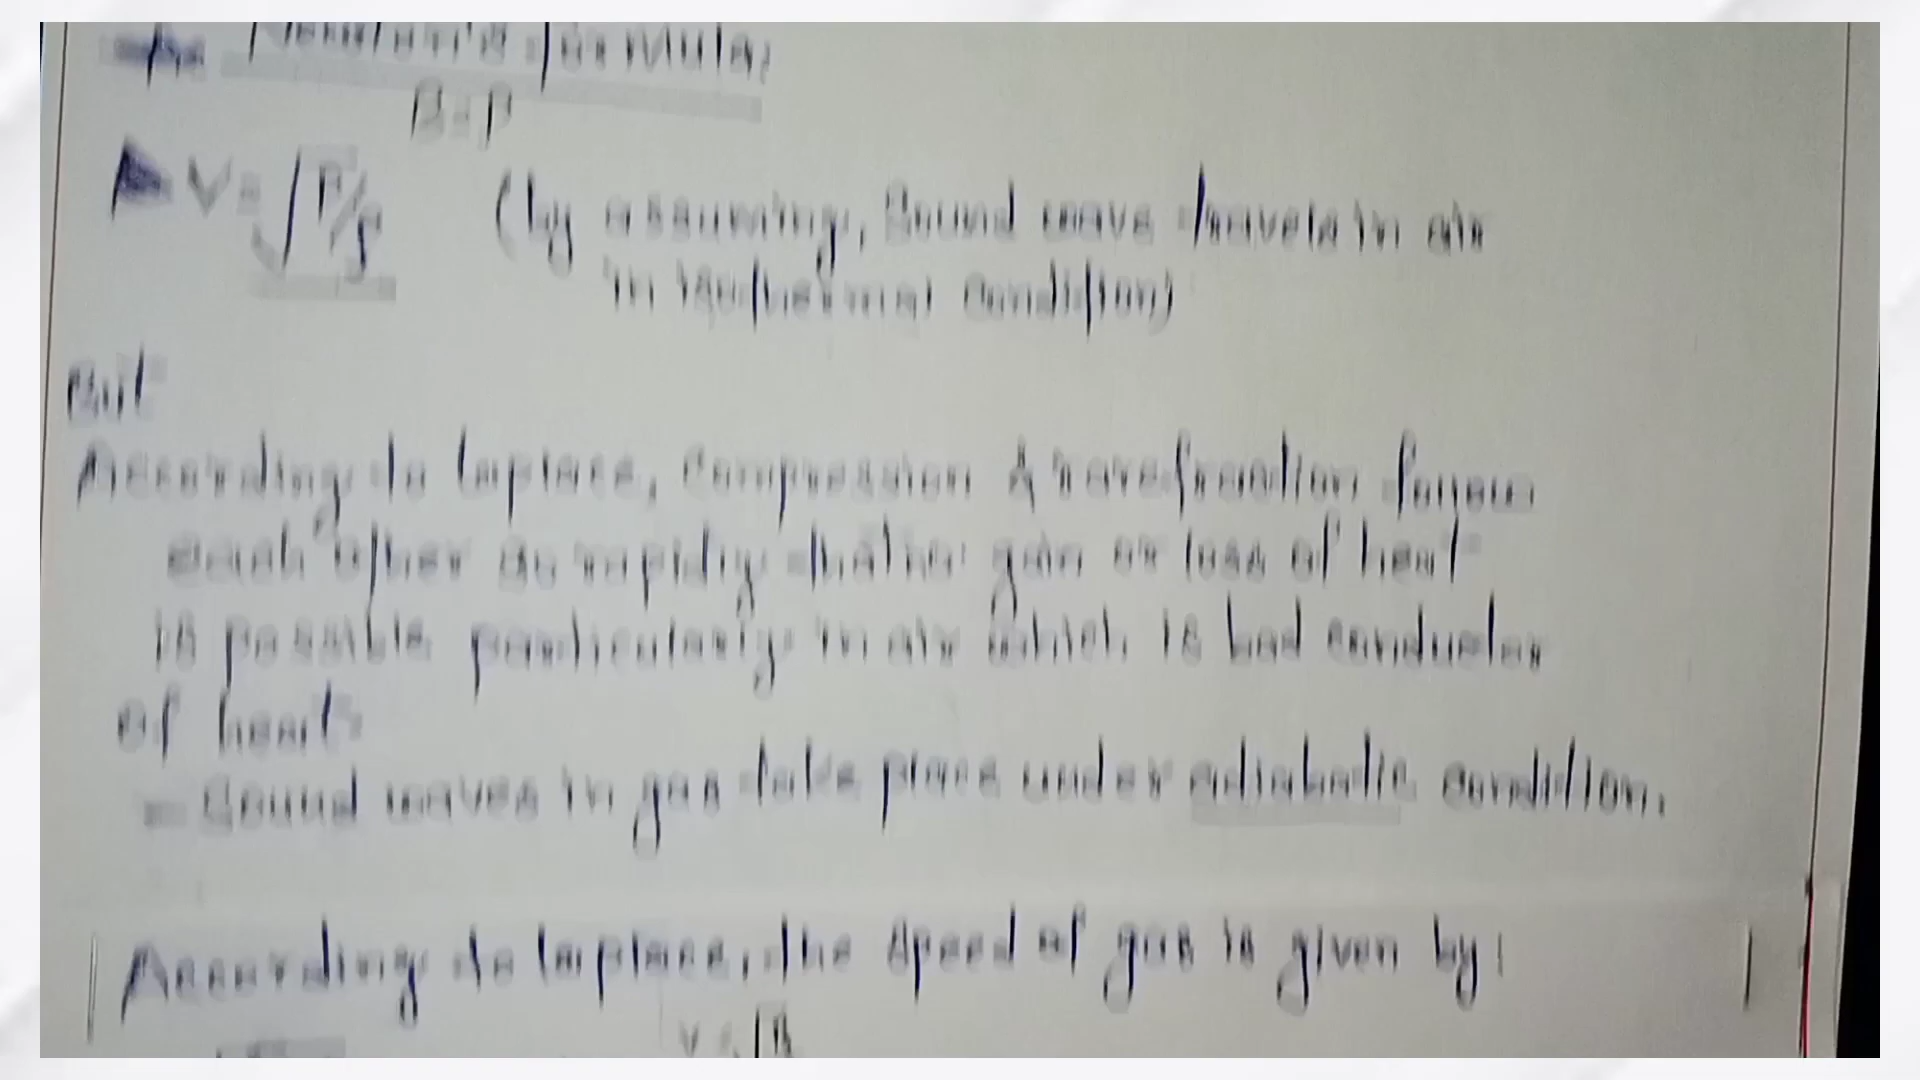 Newton's formula:
B=P
V=√P/ρ (by assuming, Sound wave travels in air
in isothermal condition)
But
According to laplace, compression & rarefraction follow
each other so rapidly that no gain or loss of heat
is possible particularly in air which is bad conductor
of heat
- Sound waves in gas take place under adiabatic condition.
According to laplace, the speed of gas is given by:
V = √B